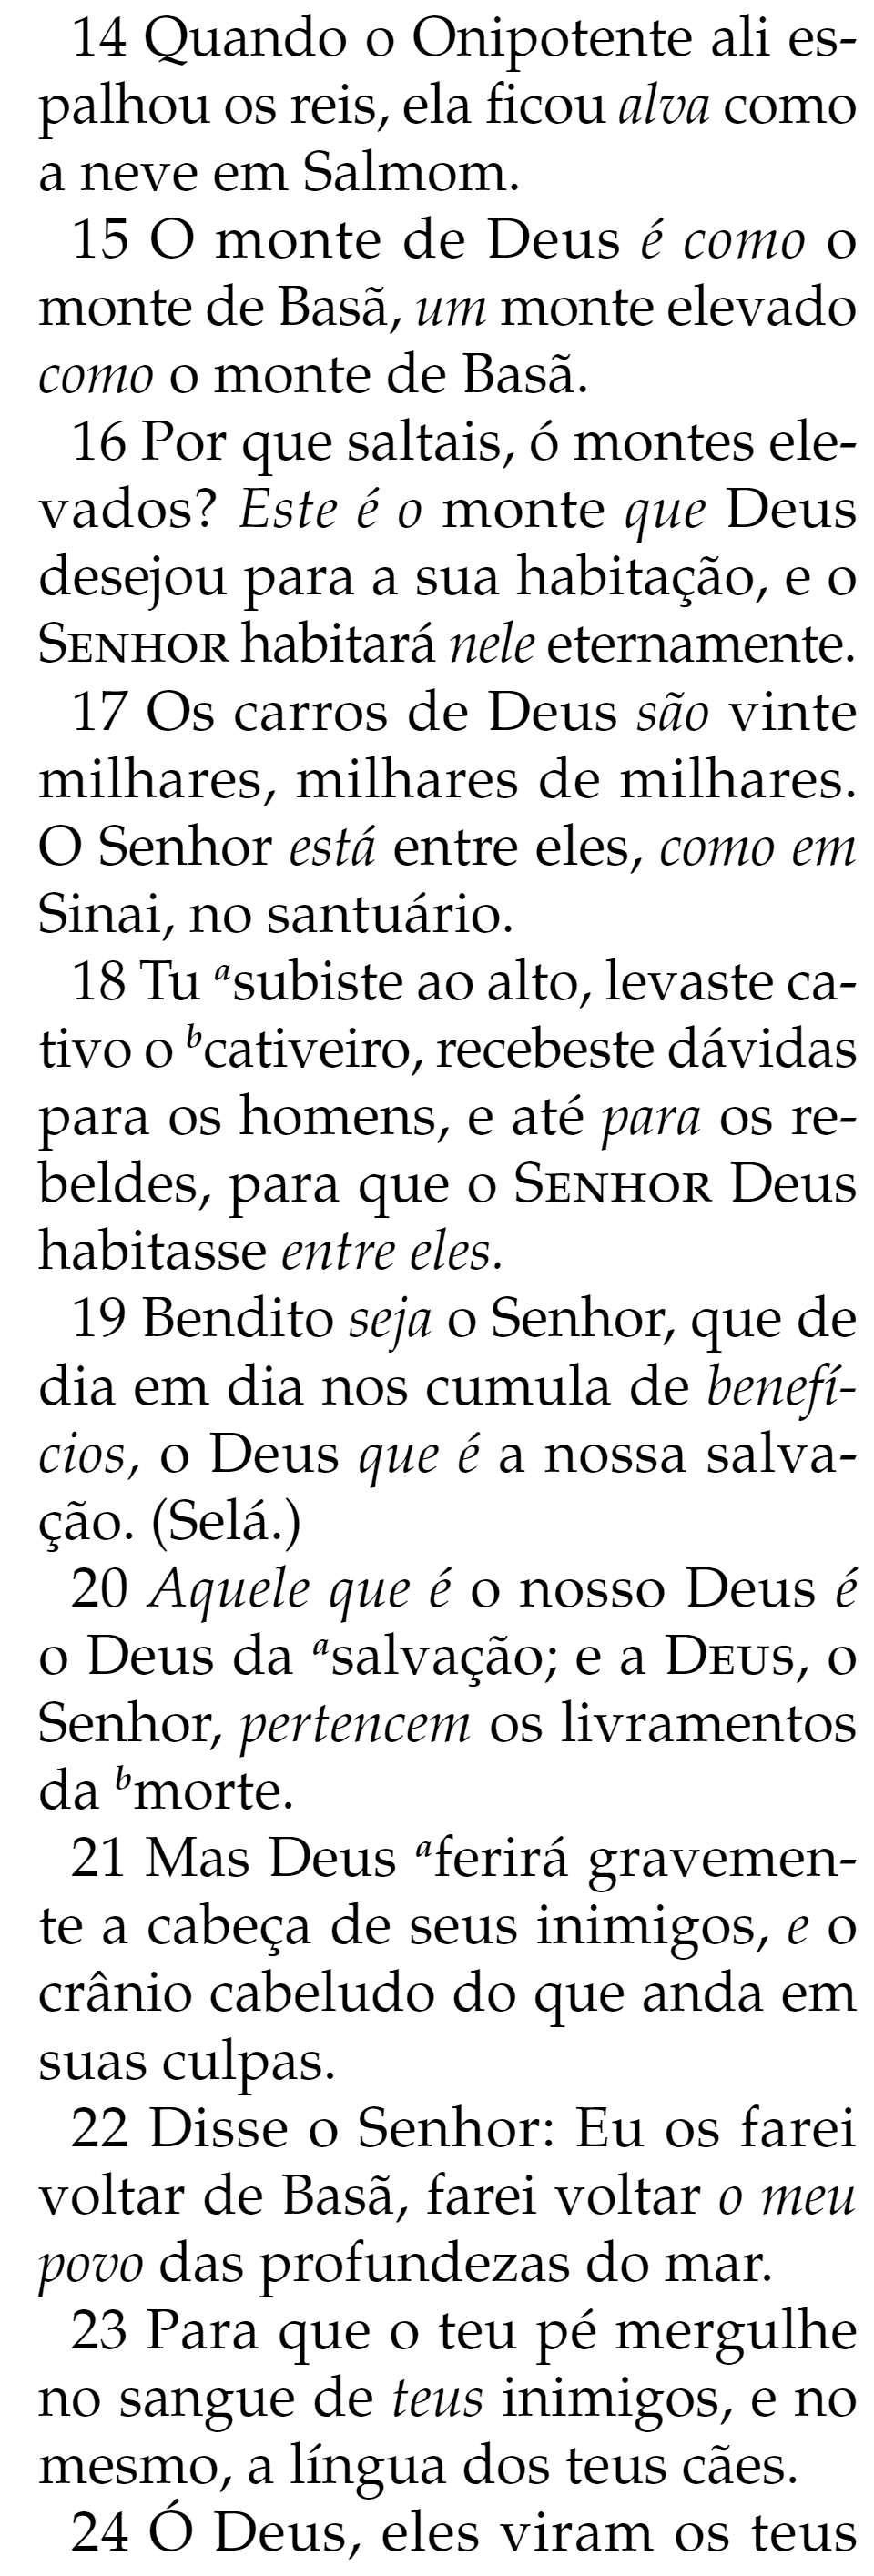 14 Quando o Onipotente ali es-
palhou os reis, ela ficou alva como
a neve em Salmom.
15 O monte de Deus é como o
monte de Basã, um monte elevado
como o monte de Basã.
16 Por que saltais, ó montes ele-
vados? Este é o monte que Deus
desejou para a sua habitação, e o
SENHOR habitará nele eternamente.
17 Os carros de Deus são vinte
milhares, milhares de milhares.
O Senhor está entre eles, como em
Sinai, no santuário.
18 Tu asubiste ao alto, levaste ca-
tivo o bcativeiro, recebeste dávidas
para os homens, e até para os re-
beldes, para que o SENHOR Deus
habitasse entre eles.
19 Bendito seja o Senhor, que de
dia em dia nos cumula de benefí-
cios, o Deus que é a nossa salva-
ção. (Selá.)
20 Aquele que é o nosso Deus é
o Deus da asalvação; e a DEUS, o
Senhor, pertencem os livramentos
da bmorte.
21 Mas Deus aferirá gravemen-
te a cabeça de seus inimigos, e o
crânio cabeludo do que anda em
suas culpas.
22 Disse o Senhor: Eu os farei
voltar de Basã, farei voltar o meu
povo das profundezas do mar.
23 Para que o teu pé mergulhe
no sangue de teus inimigos, e no
mesmo, a língua dos teus cães.
24 Ó Deus, eles viram os teus